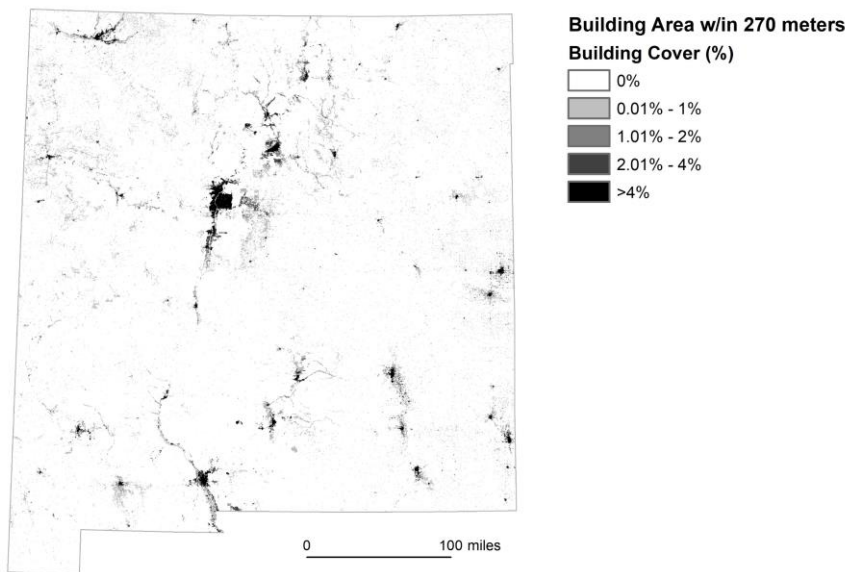 Building Area w/in 270 meters
Building Cover (%)
0%
0.01% - 1%
1.01% - 2%
2.01% - 4%
>4%
0 100 miles